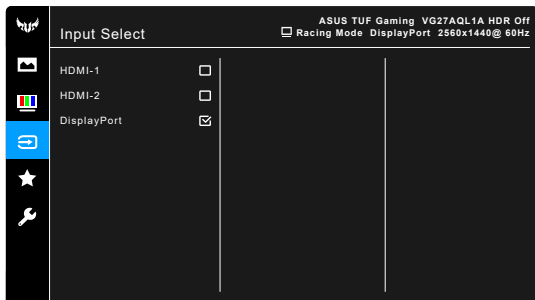 ASUS TUF Gaming VG27AQL1A HDR Off
Input Select
Racing Mode DisplayPort 2560x1440@ 60Hz
HDMI-1
HDMI-2
DisplayPort